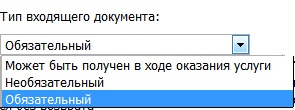 Тип входящего документа:
Обязательный
Может быть получен в ходе оказания услуги
Необязательный
Обязательный